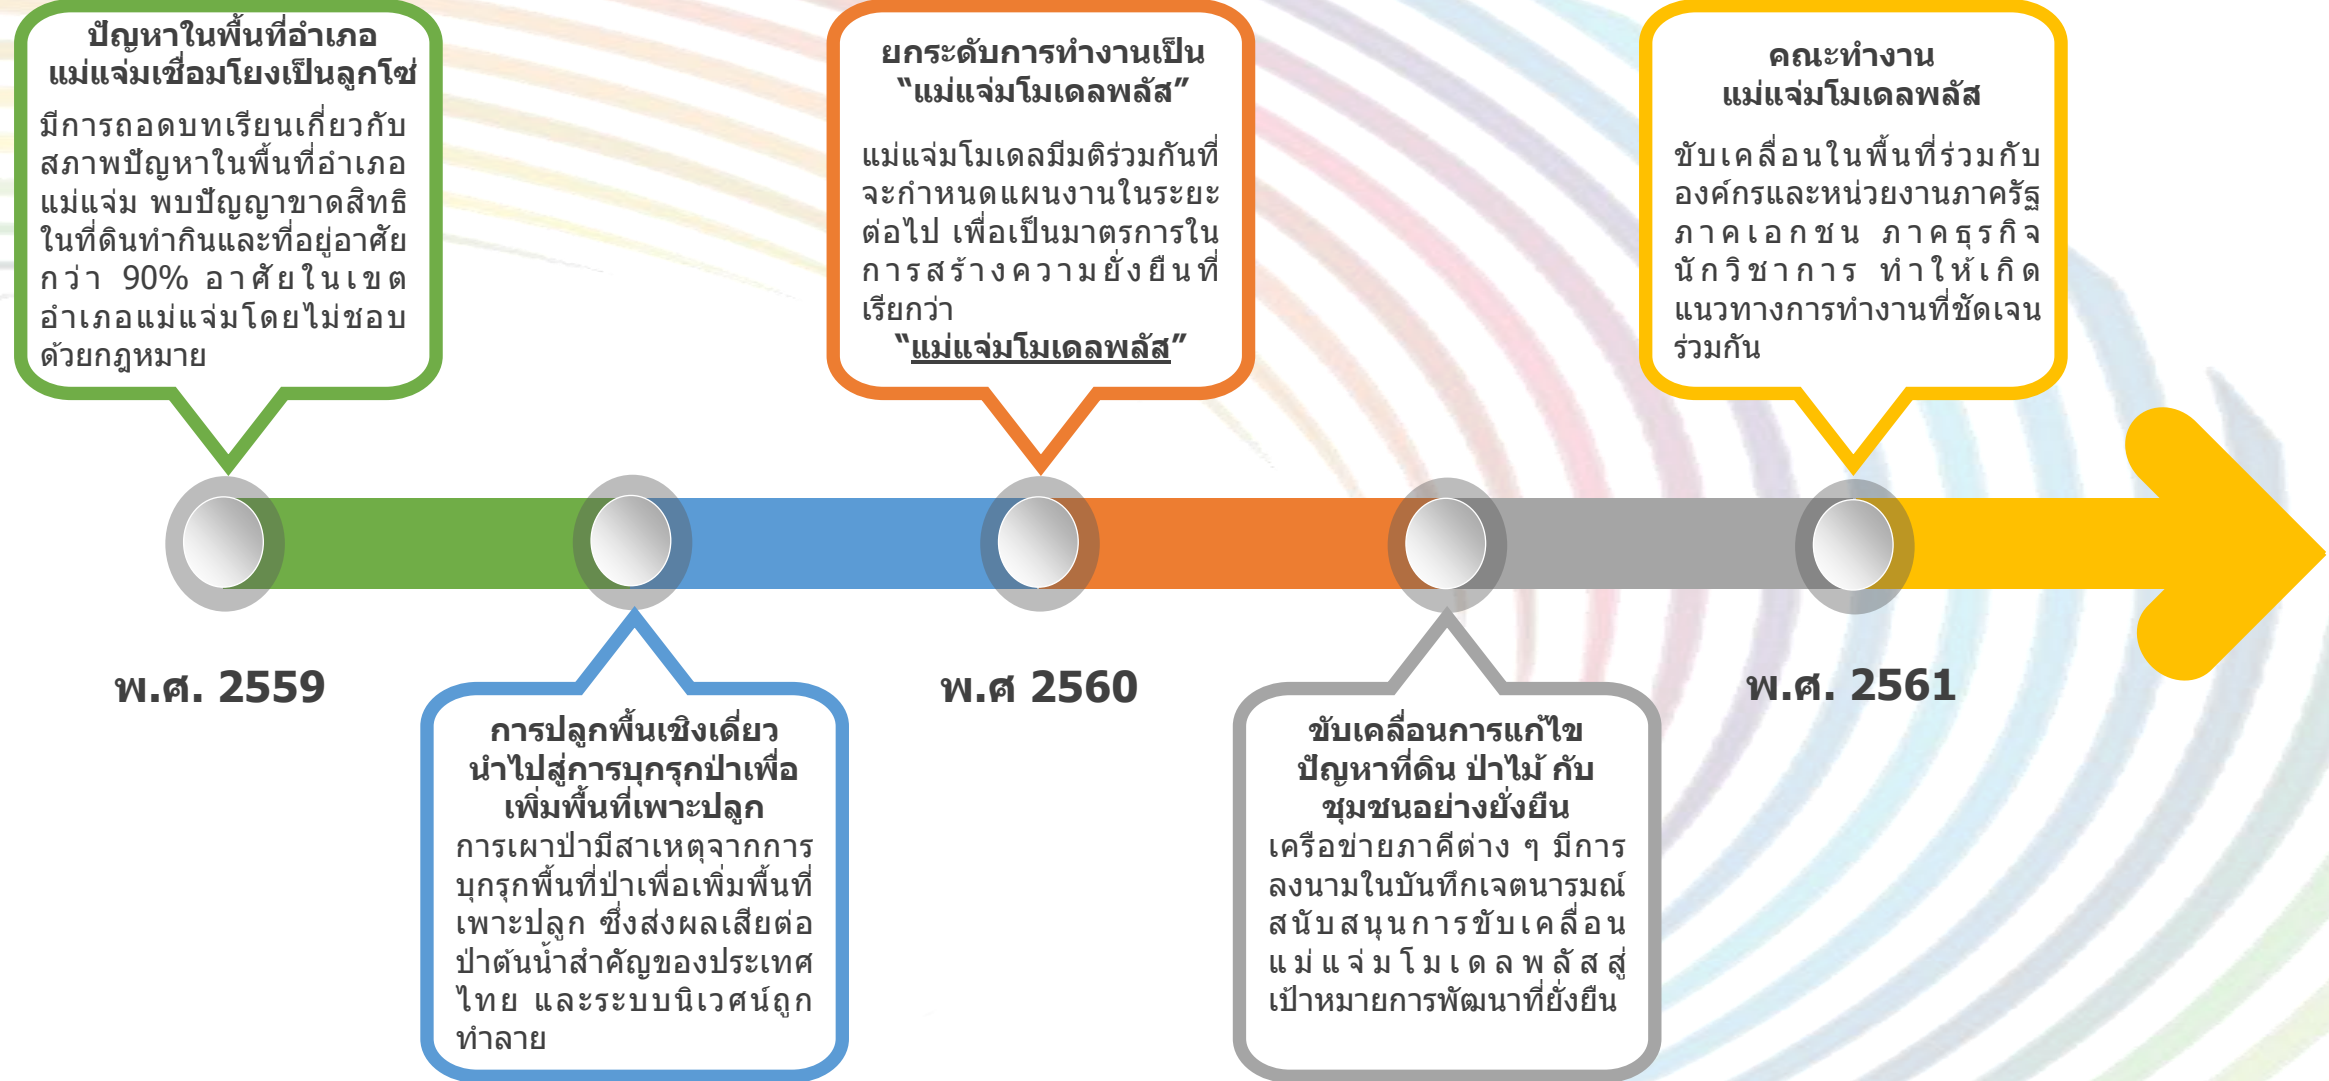 ปัญหาในพื้นที่อำเภอ
แม่แจ่มเชื่อมโยงเป็นลูกโซ่
มีการถอดบทเรียนเกี่ยวกับ
สภาพปัญหาในพื้นที่อำเภอ
แม่แจ่ม พบปัญญาขาดสิทธิ
ในที่ดินทำกินและที่อยู่อาศัย
กว่า 90% อาศัยในเขต
อำเภอแม่แจ่มโดยไม่ชอบ
ด้วยกฎหมาย
ยกระดับการทำงานเป็น
“แม่แจ่มโมเดลพลัส”
แม่แจ่มโมเดลมีมติร่วมกันที่
จะกำหนดแผนงานในระยะ
ต่อไป เพื่อเป็นมาตรการใน
การสร้างความยั่งยืนที่
เรียกว่า
“แม่แจ่มโมเดลพลัส”
คณะทำงาน
แม่แจ่มโมเดลพลัส
ขับเคลื่อนในพื้นที่ร่วมกับ
องค์กรและหน่วยงานภาครัฐ
ภาคเอกชน ภาคธุรกิจ
นักวิชาการ ทำให้เกิด
แนวทางการทำงานที่ชัดเจน
ร่วมกัน
พ.ศ. 2559
พ.ศ 2560
พ.ศ. 2561
การปลูกพื้นเชิงเดี่ยว
นำไปสู่การบุกรุกป่าเพื่อ
เพิ่มพื้นที่เพาะปลูก
การเผาป่ามีสาเหตุจากการ
บุกรุกพื้นที่ป่าเพื่อเพิ่มพื้นที่
เพาะปลูก ซึ่งส่งผลเสียต่อ
ป่าต้นน้ำสำคัญของประเทศ
ไทย และระบบนิเวศน์ถูก
ทำลาย
ขับเคลื่อนการแก้ไข
ปัญหาที่ดิน ป่าไม้ กับ
ชุมชนอย่างยั่งยืน
เครือข่ายภาคีต่าง ๆ มีการ
ลงนามในบันทึกเจตนารมณ์
สนับสนุนการขับเคลื่อน
แม่แจ่มโมเดลพลัสสู่
เป้าหมายการพัฒนาที่ยั่งยืน